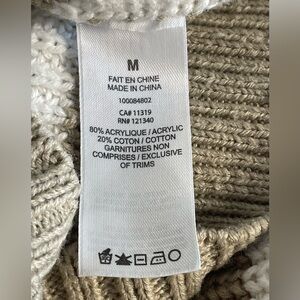 M
FAIT EN CHINE
MADE IN CHINA
100084802
CA# 11319
RN# 121340
80% ACRYLIQUE / ACRYLIC
20% COTON / COTTON
GARNITURES NON
COMPRISES / EXCLUSIVE
OF TRIMS